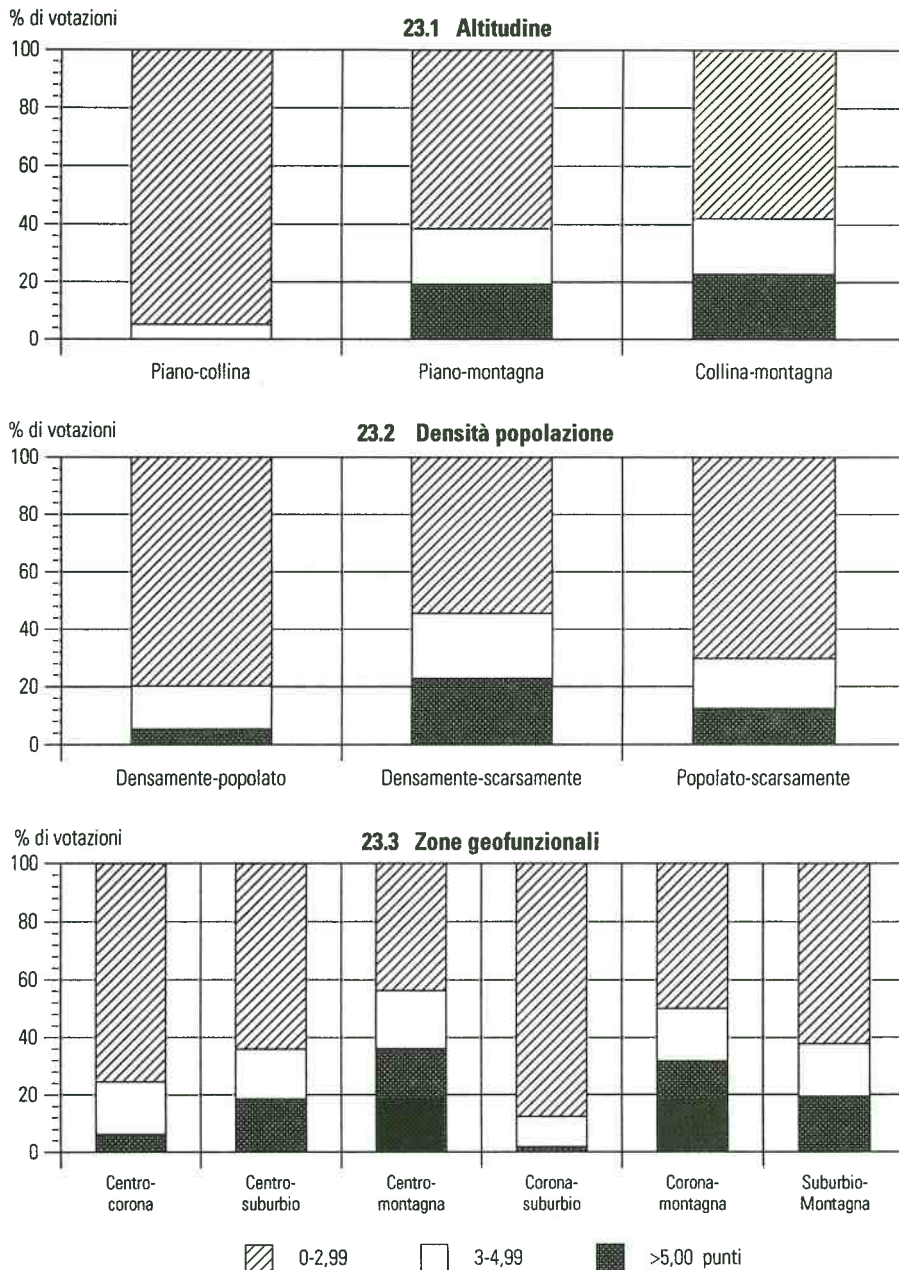 % di votazioni
23.1 Altitudine
100
80
60
40
20
0
Piano-collina Piano-montagna Collina-montagna
% di votazioni
23.2 Densità popolazione
100
80
60
40
20
0
Densamente-popolato Densamente-scarsamente Popolato-scarsamente
% di votazioni
23.3 Zone geofunzionali
100
80
60
40
20
0
Centro- Centro- Centro- Corona- Corona- Suburbio-
corona suburbio montagna suburbio montagna Montagna
0-2,99 3-4,99 >5,00 punti